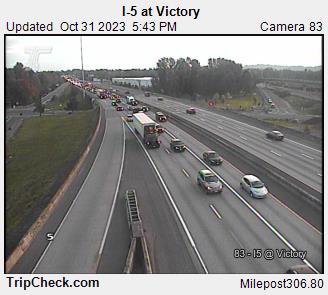 I-5 at Victory
Updated  Oct 31 2023  5:43 PM
Camera 83
5
83 - I5 @ Victory
TripCheck.com
Milepost306.80